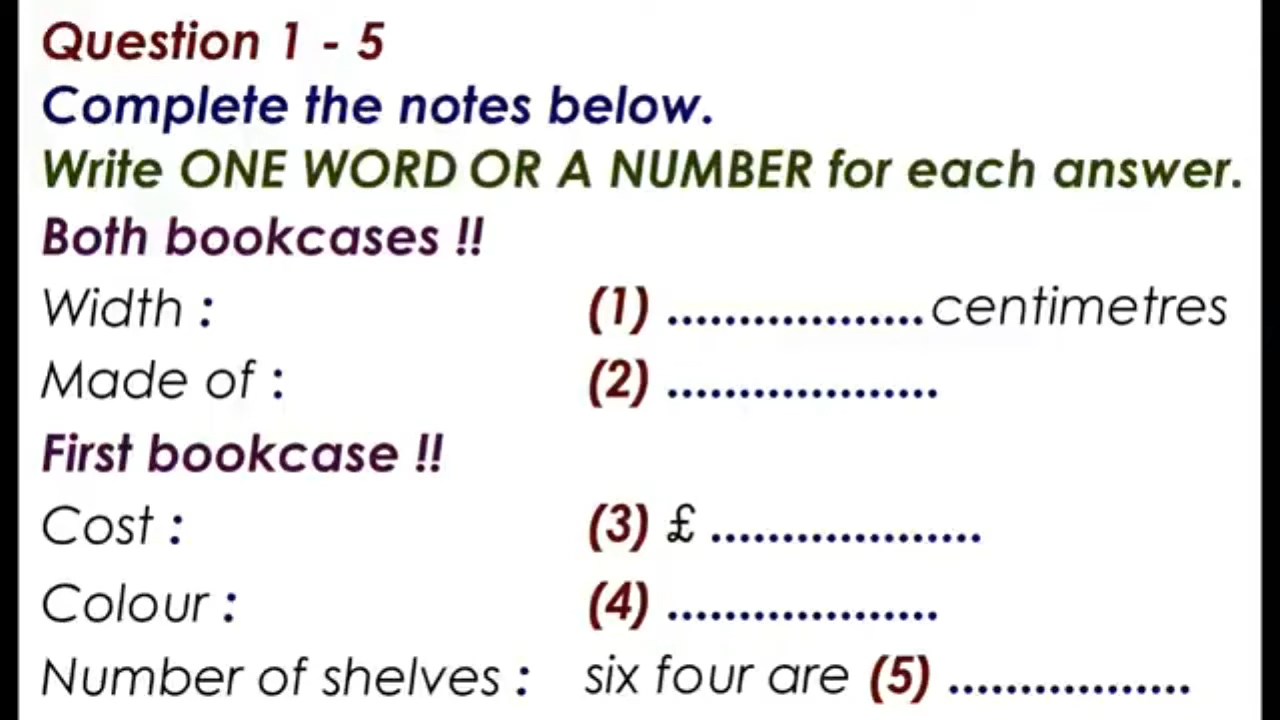 Question 1 - 5
Complete the notes below.
Write ONE WORD OR A NUMBER for each answer.
Both bookcases !!
Width : (1) ..................centimetres
Made of : (2) ...................
First bookcase !!
Cost : (3) £ ...................
Colour : (4) ...................
Number of shelves : six four are (5) .................